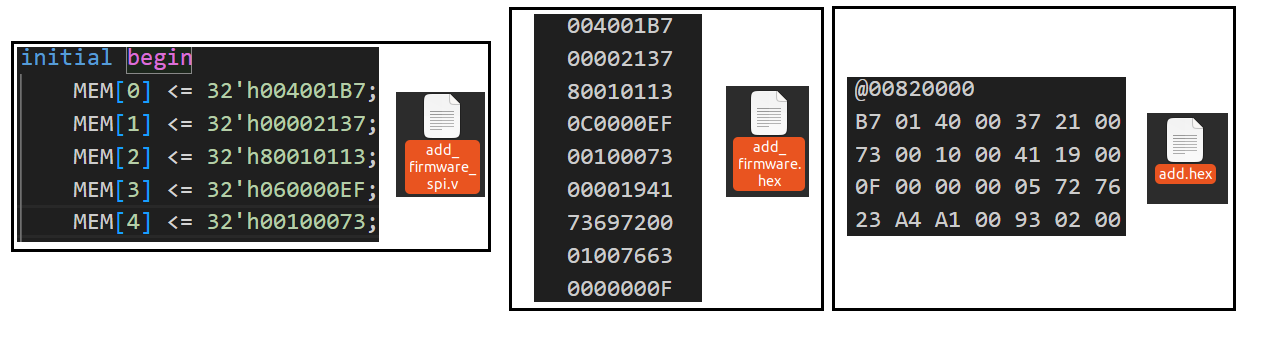 initial begin
MEM[0] <= 32'h004001B7;
MEM[1] <= 32'h00002137;
MEM[2] <= 32'h80010113;
MEM[3] <= 32'h060000EF;
MEM[4] <= 32'h00100073;
add_
firmware_
spi.v
004001B7
00002137
80010113
0C0000EF
00100073
00001941
73697200
01007663
0000000F
add_
firmware.
hex
@00820000
B7 01 40 00 37 21 00
73 00 10 00 41 19 00
0F 00 00 00 05 72 76
23 A4 A1 00 93 02 00
add.hex